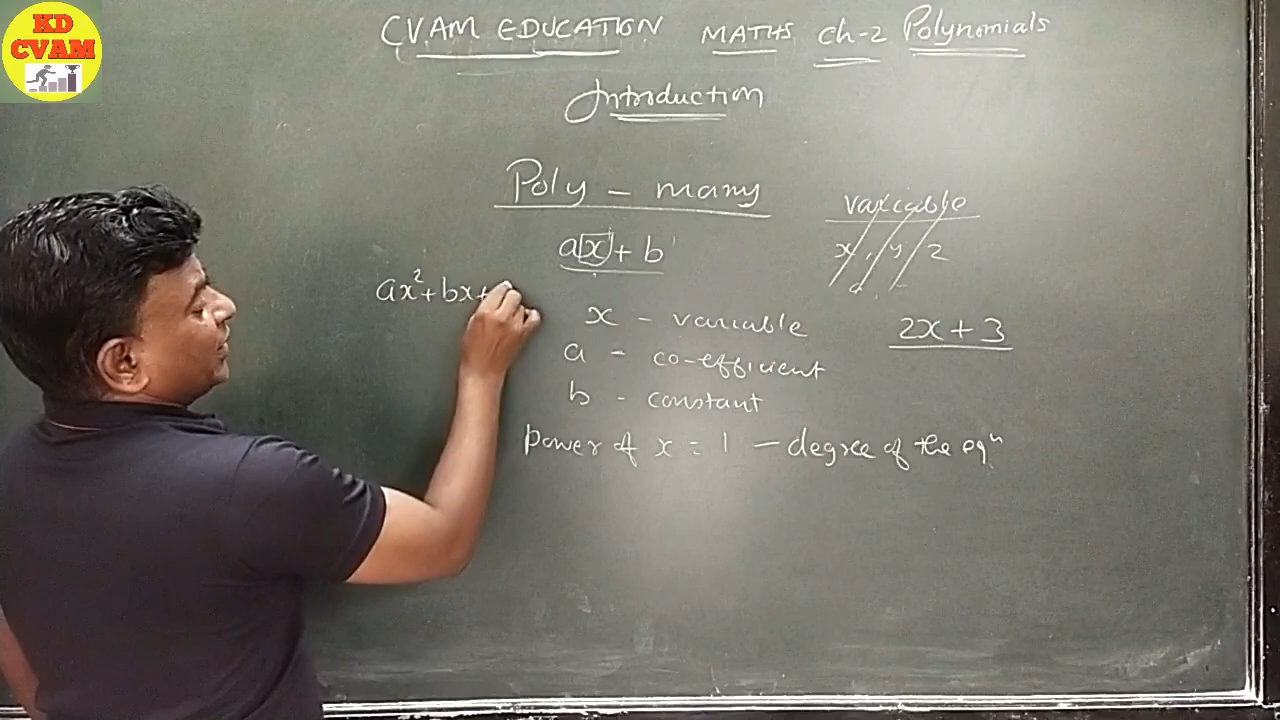 KD
CVAM
CVAM EDUCATION MATHS Ch-2 Polynomials
Introduction
Poly - many
variable
ax + b
x, y z
ax²+bx+
x - variable
2x + 3
a - co-efficient
b - constant
Power of x = 1 - degree of the eqⁿ